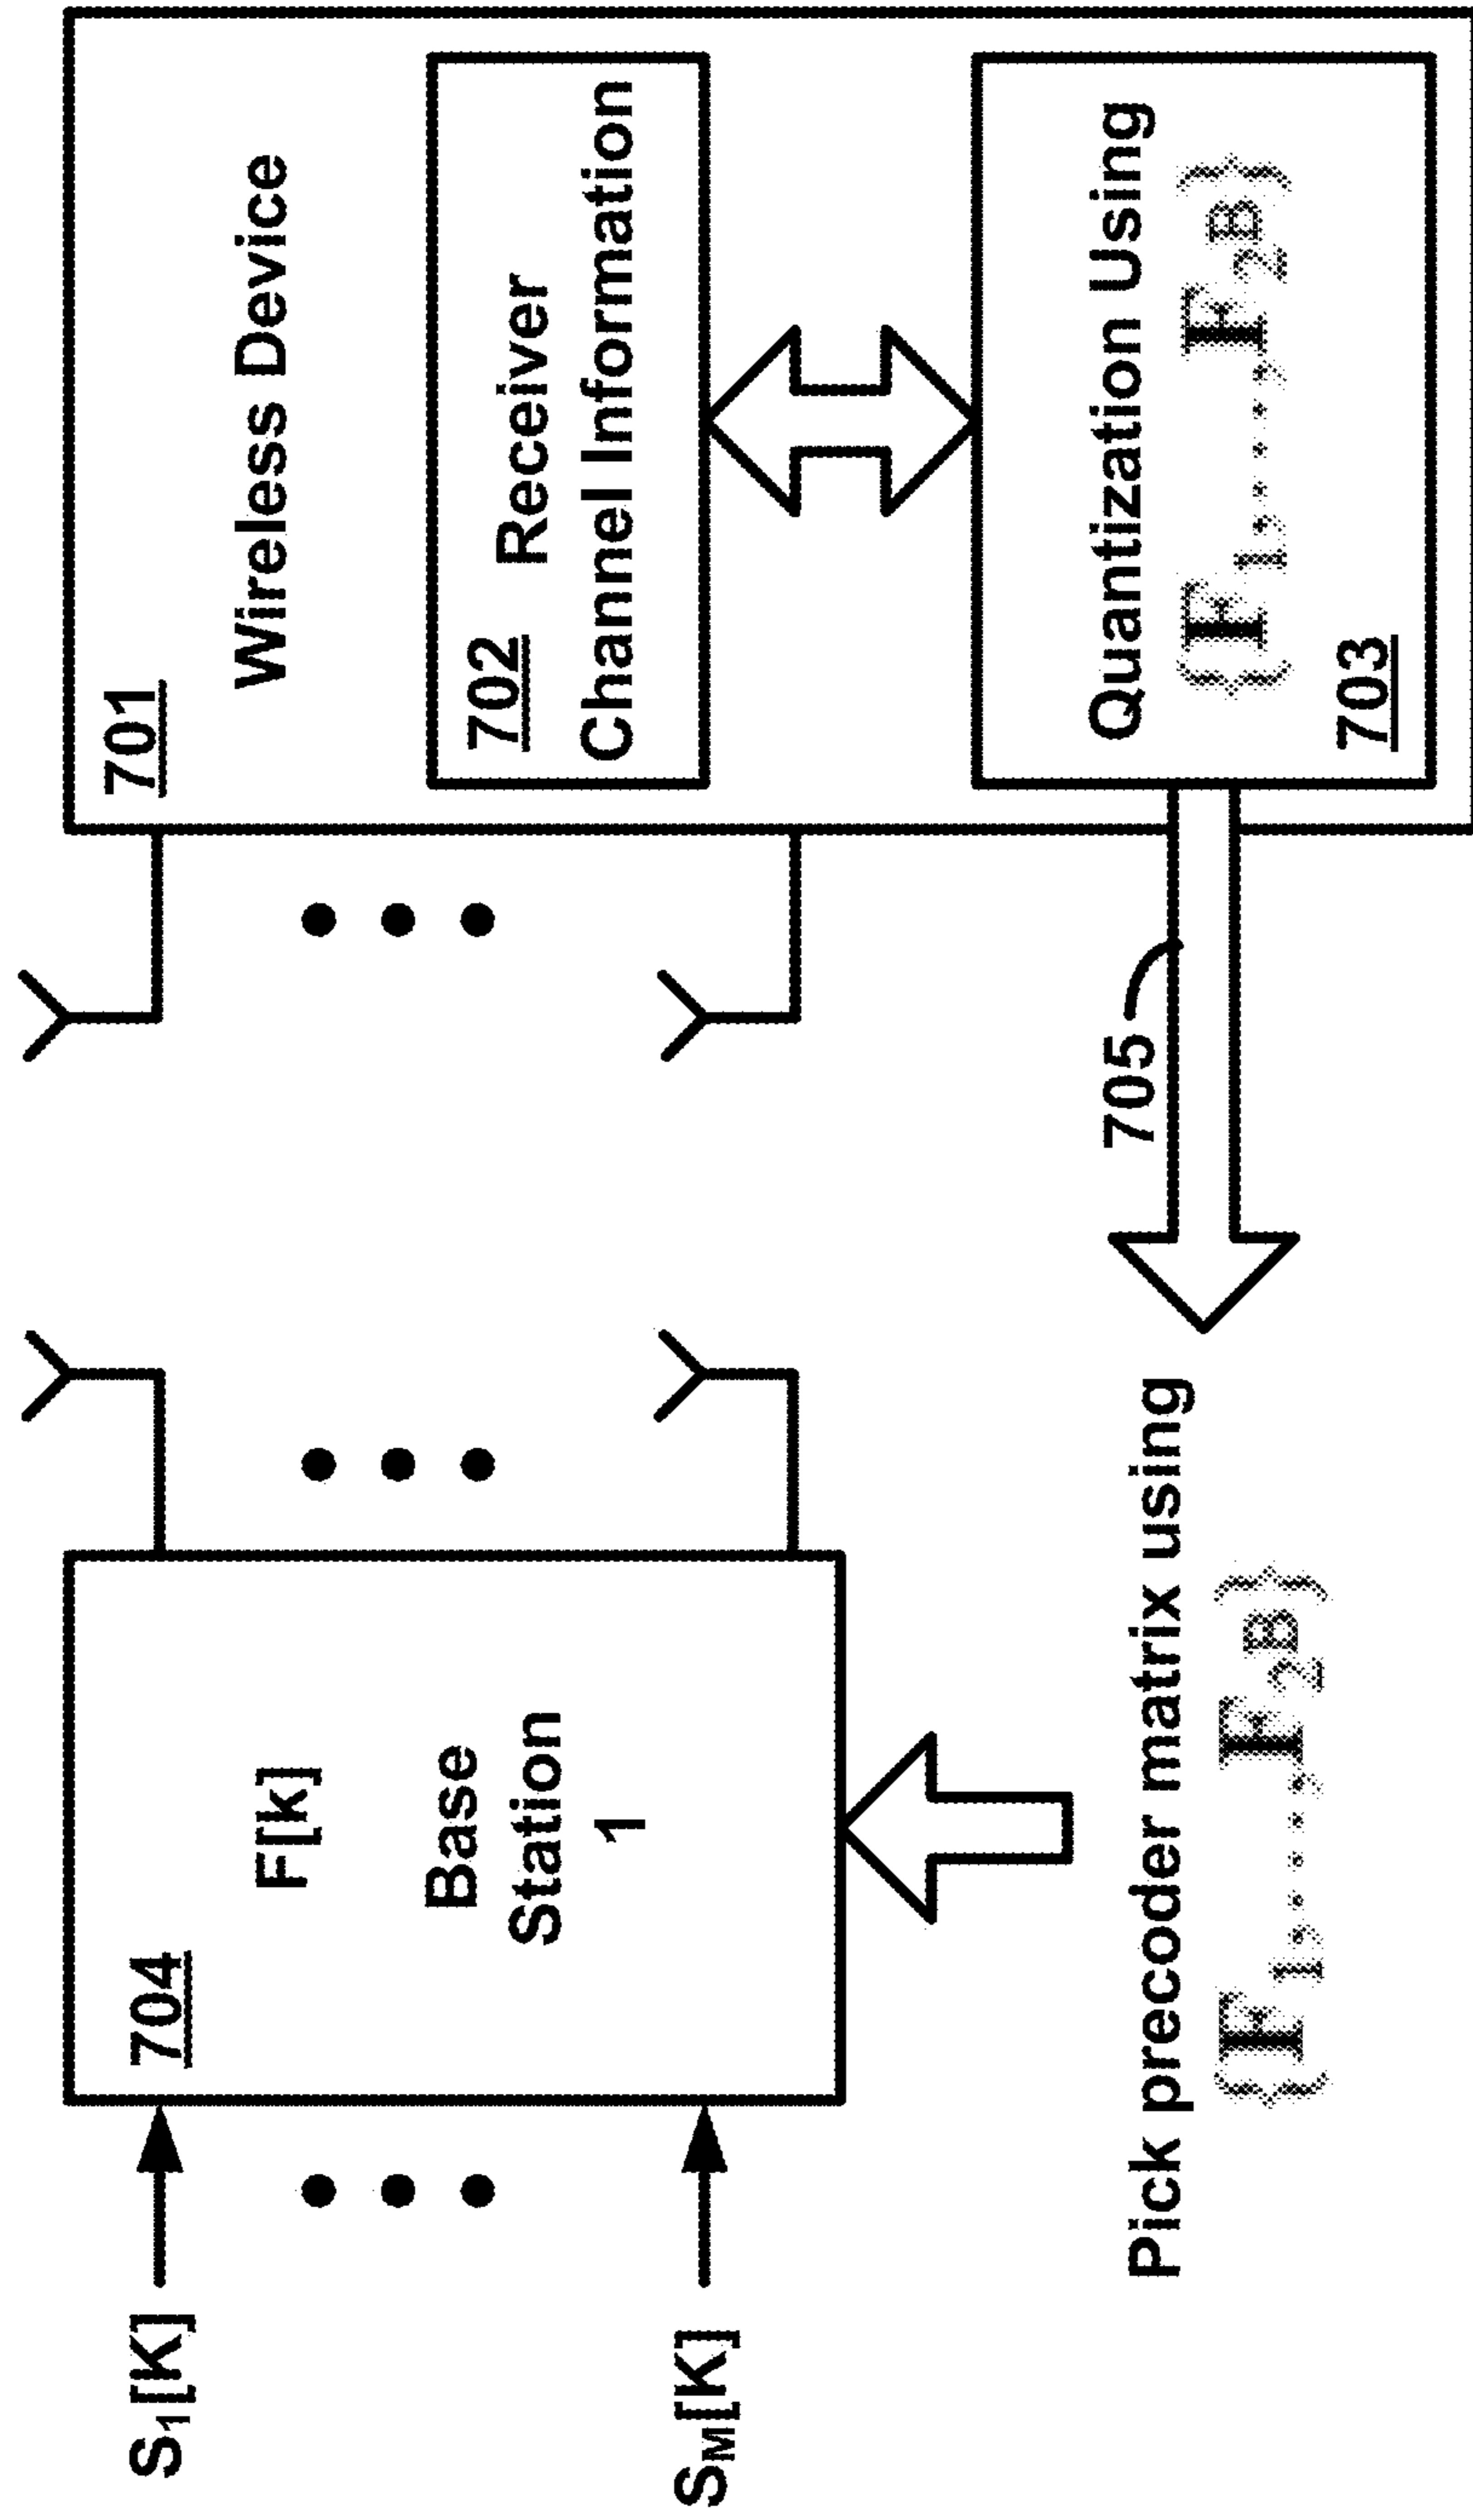 S1[K]
SM[K]
704
F[k]
Base
Station
1
Pick precoder matrix using
{F1,...,F2B}
705
701
Wireless Device
702 Receiver
Channel Information
Quantization Using
{F1,...,F2B}
703